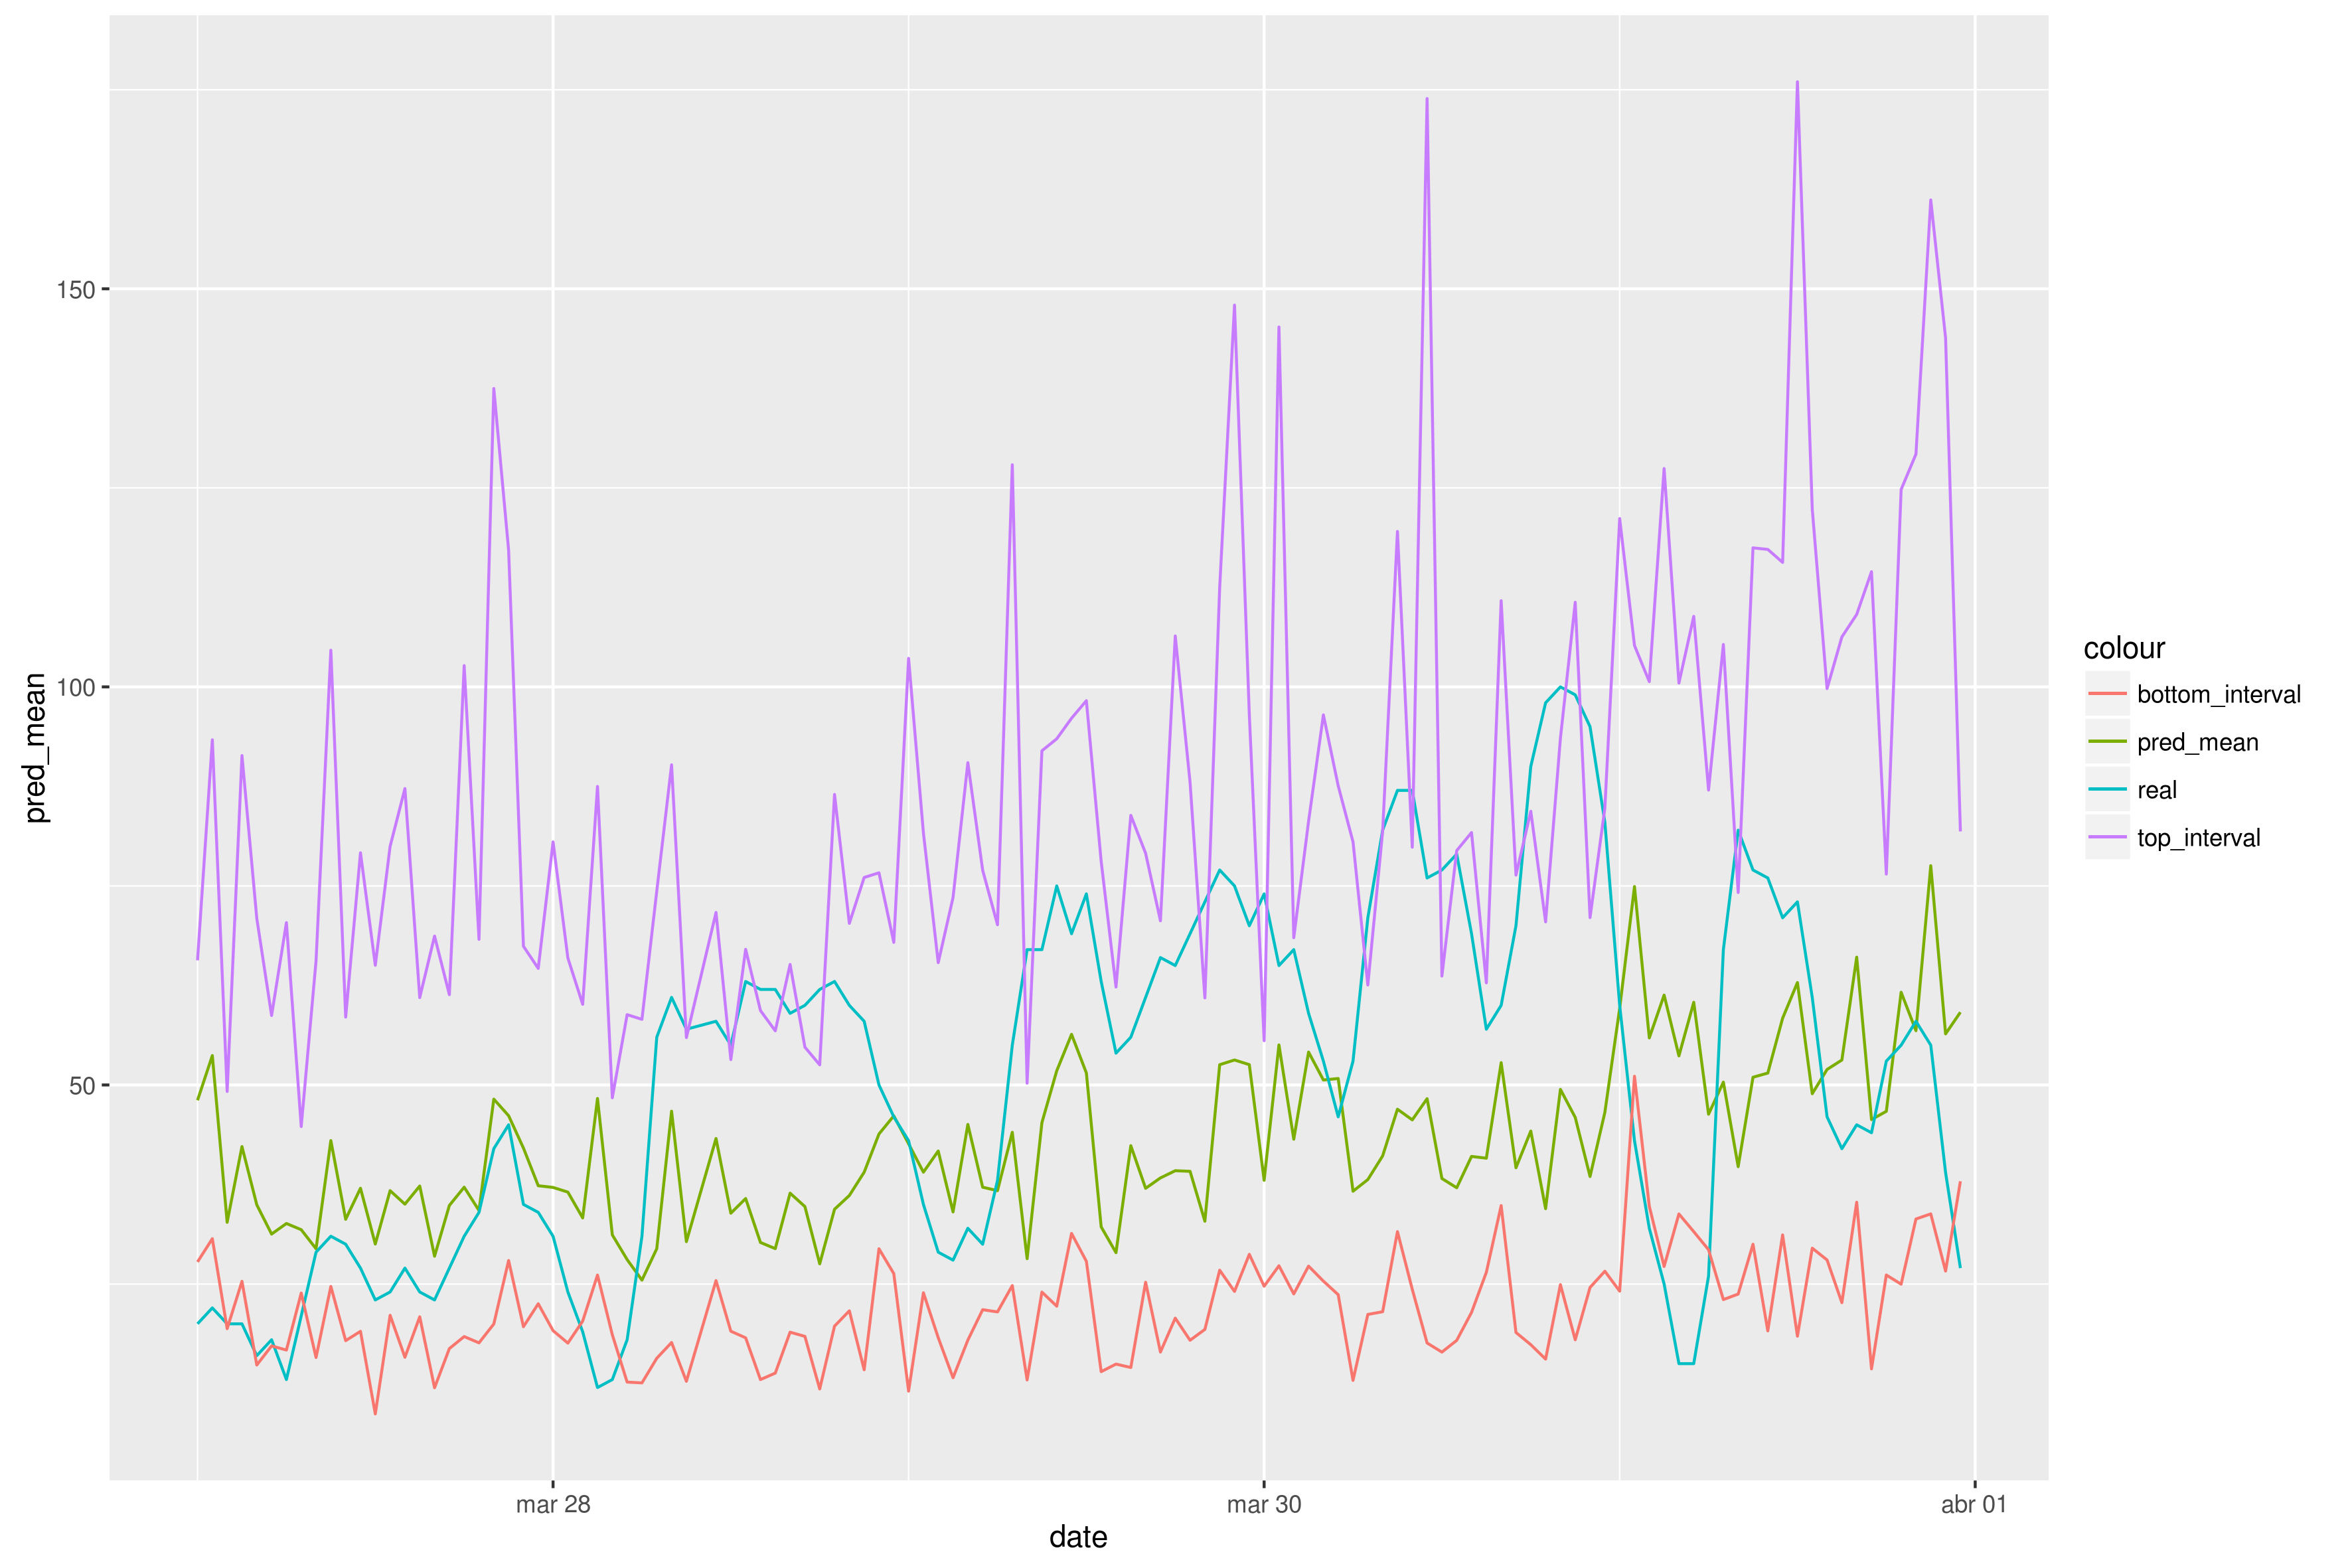 pred_mean
150
100
50
mar 28
mar 30
abr 01
date
colour
bottom_interval
pred_mean
real
top_interval